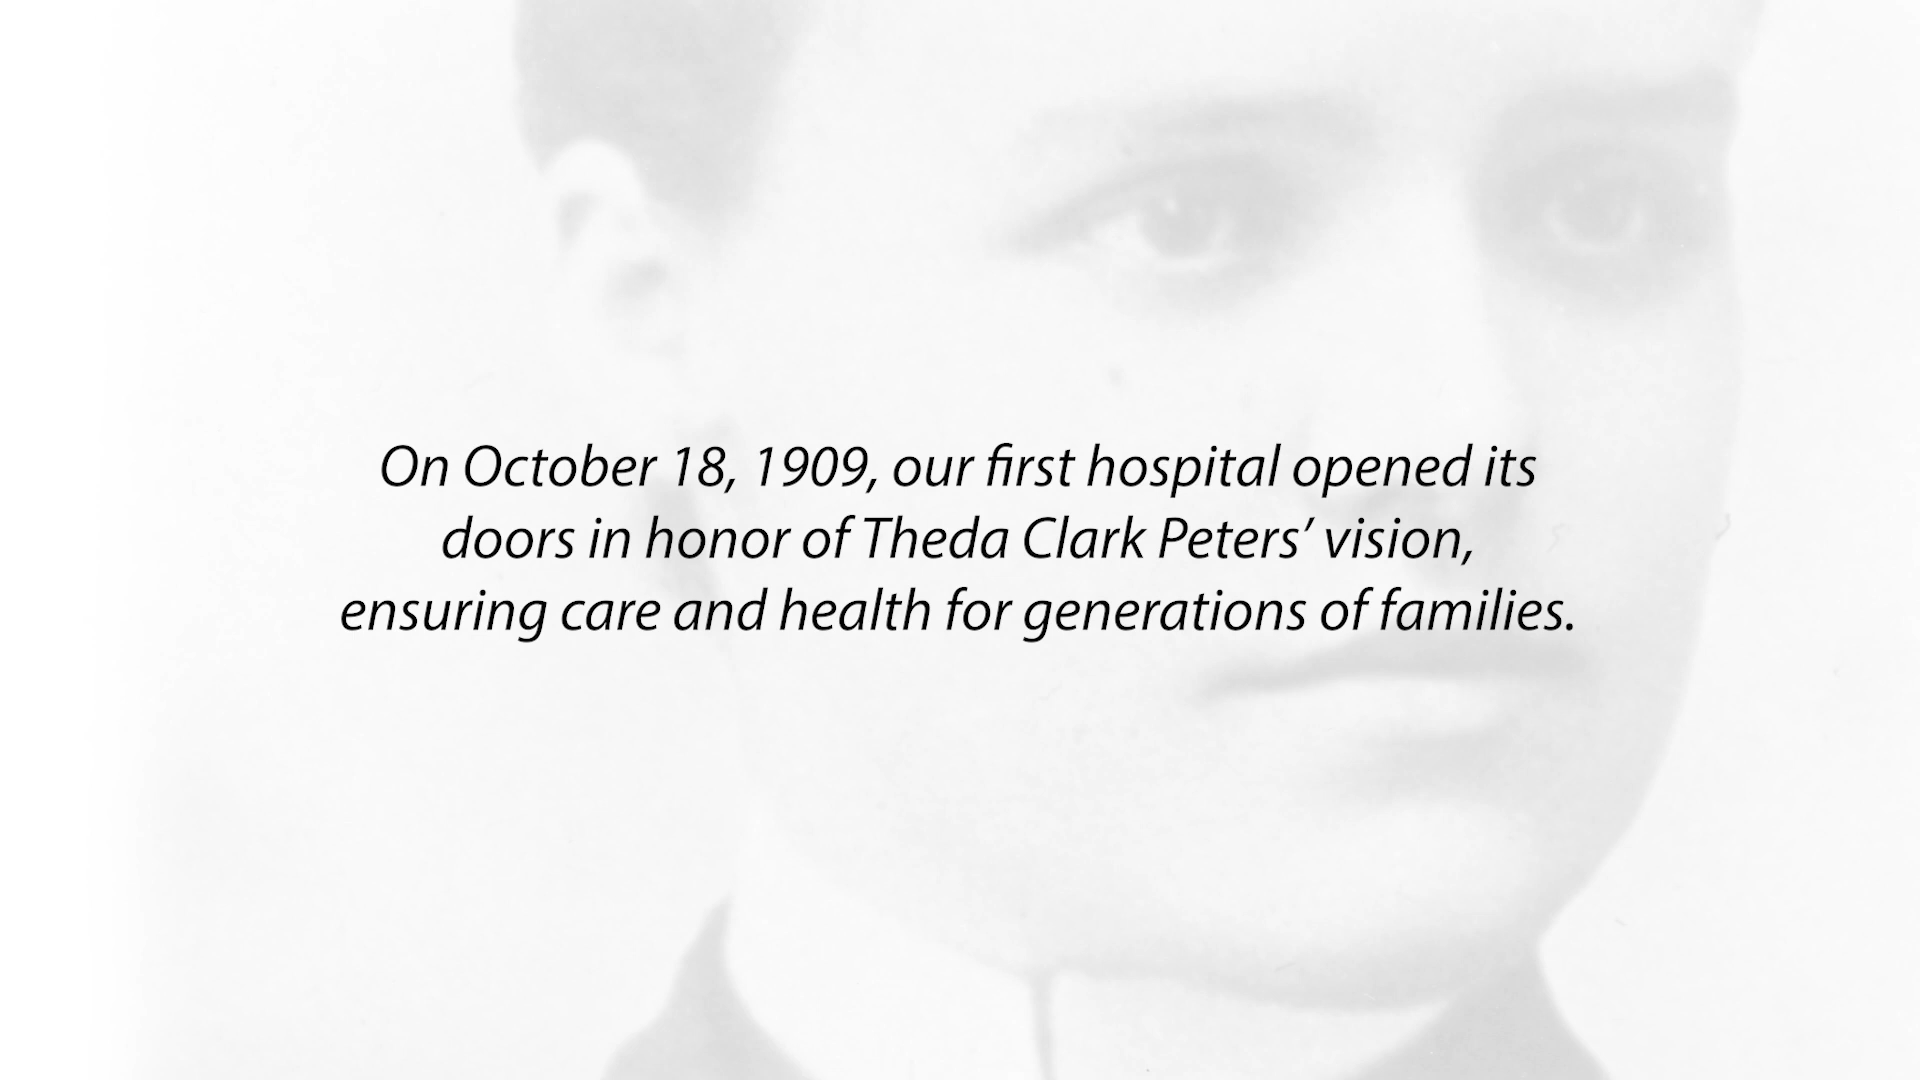 On October 18, 1909, our first hospital opened its
doors in honor of Theda Clark Peters’ vision,
ensuring care and health for generations of families.